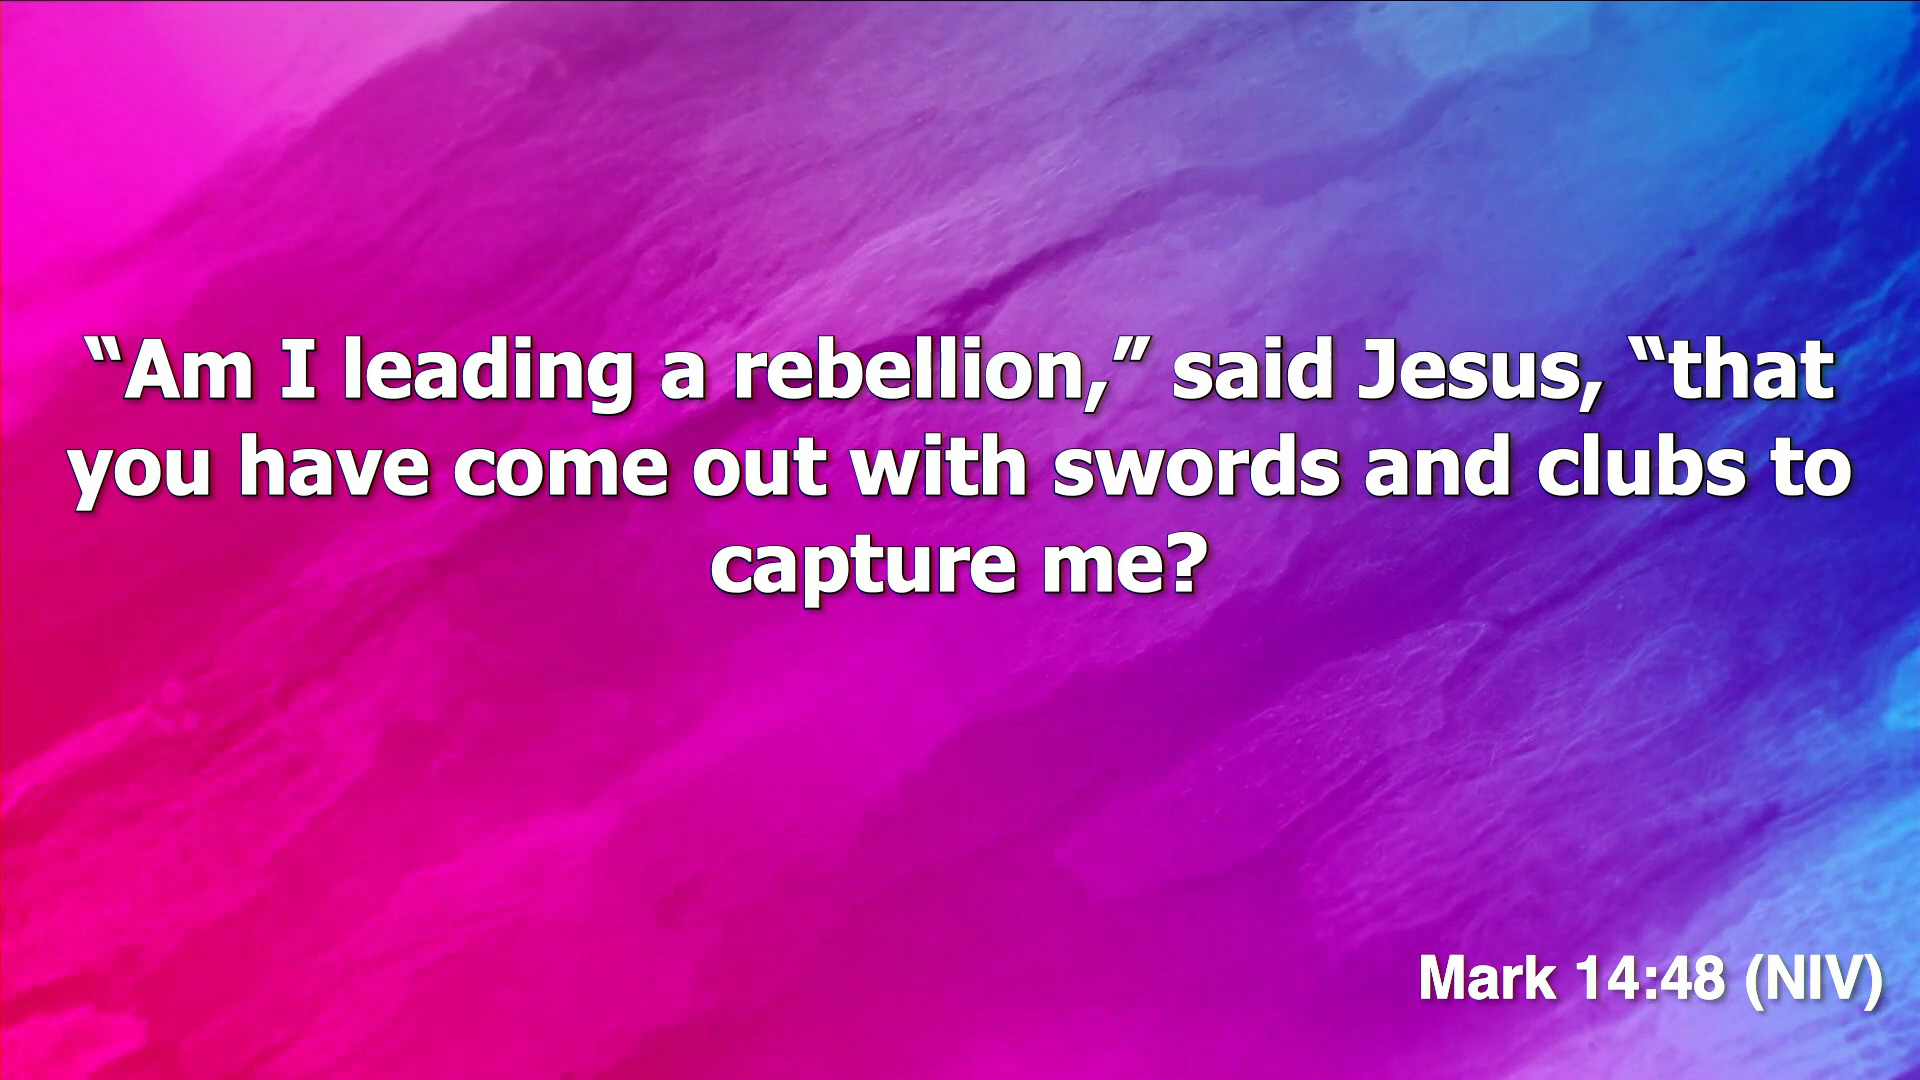 “Am I leading a rebellion,” said Jesus, “that
you have come out with swords and clubs to
capture me?
Mark 14:48 (NIV)